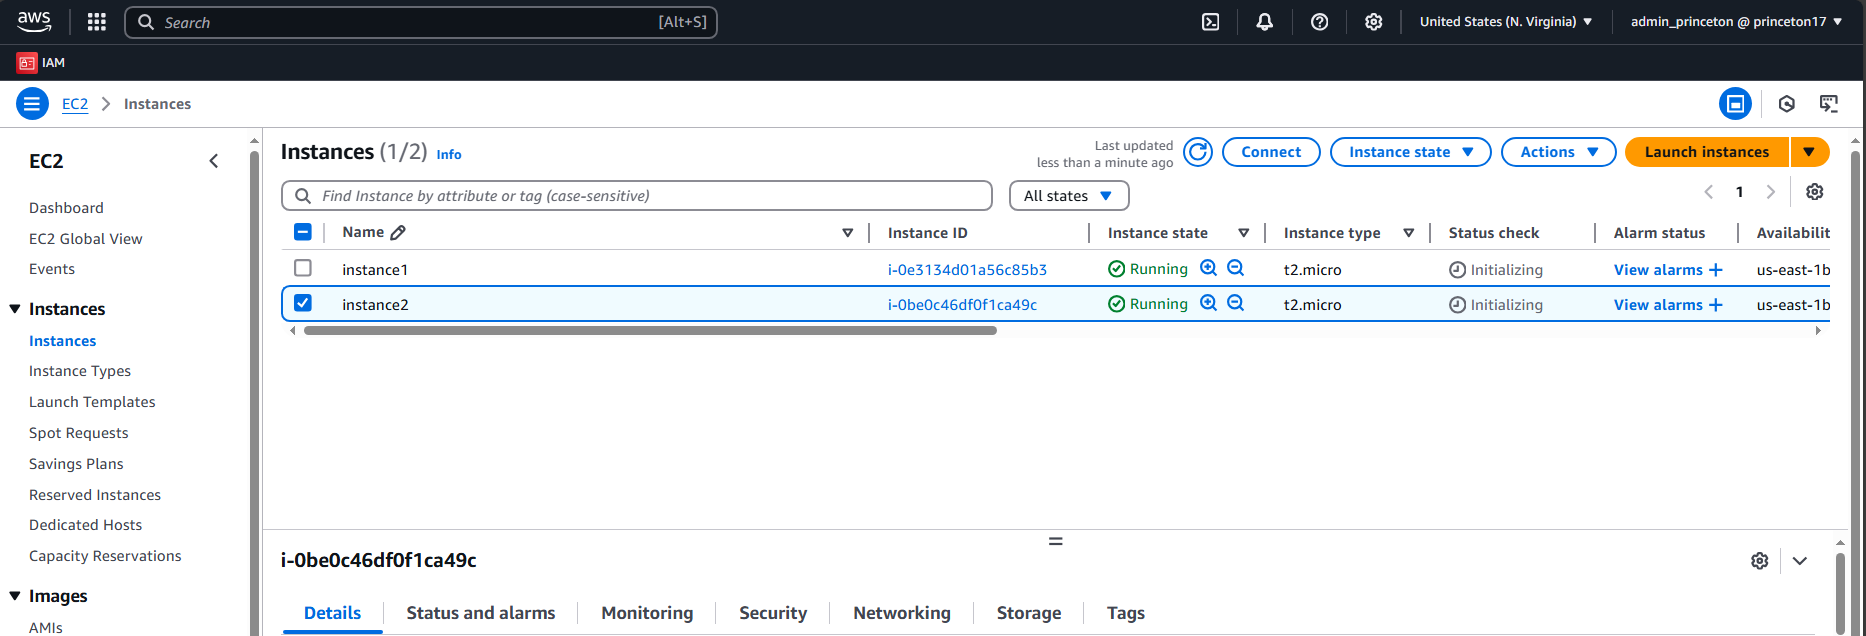 aws
Search [Alt+S] United States (N. Virginia) admin_princeton @ princeton17
IAM
EC2 Instances
EC2
Dashboard
EC2 Global View
Events
Instances
Instances
Instance Types
Launch Templates
Spot Requests
Savings Plans
Reserved Instances
Dedicated Hosts
Capacity Reservations
Images
AMIs
Instances (1/2) Info
Last updated
less than a minute ago
Connect Instance state Actions Launch instances
Find Instance by attribute or tag (case-sensitive) All states 1
Name Instance ID Instance state Instance type Status check Alarm status Availabilit
instance1 i-0e3134d01a56c85b3 Running t2.micro Initializing View alarms + us-east-1b
instance2 i-0be0c46df0f1ca49c Running t2.micro Initializing View alarms + us-east-1b
i-0be0c46df0f1ca49c
Details Status and alarms Monitoring Security Networking Storage Tags